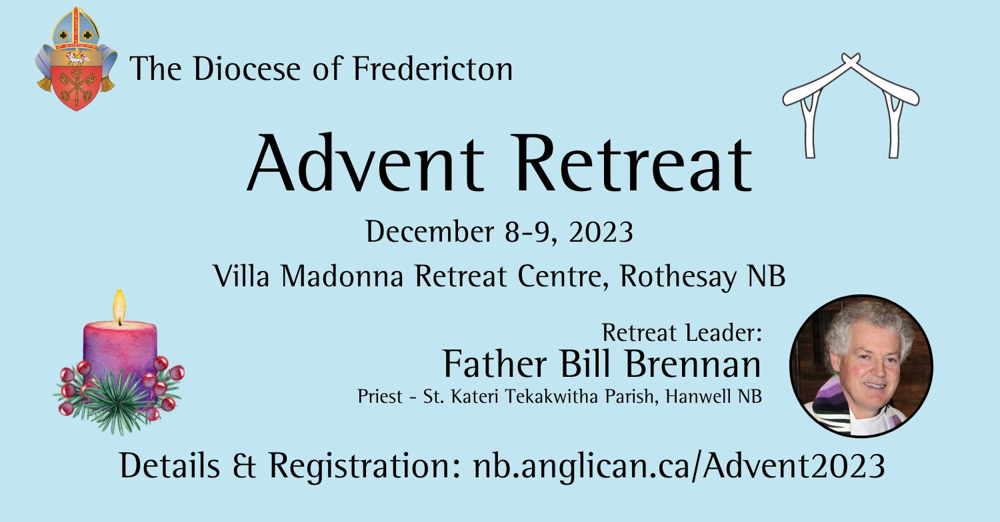 The Diocese of Fredericton
Advent Retreat
December 8-9, 2023
Villa Madonna Retreat Centre, Rothesay NB
Retreat Leader:
Father Bill Brennan
Priest - St. Kateri Tekakwitha Parish, Hanwell NB
Details & Registration: nb.anglican.ca/Advent2023